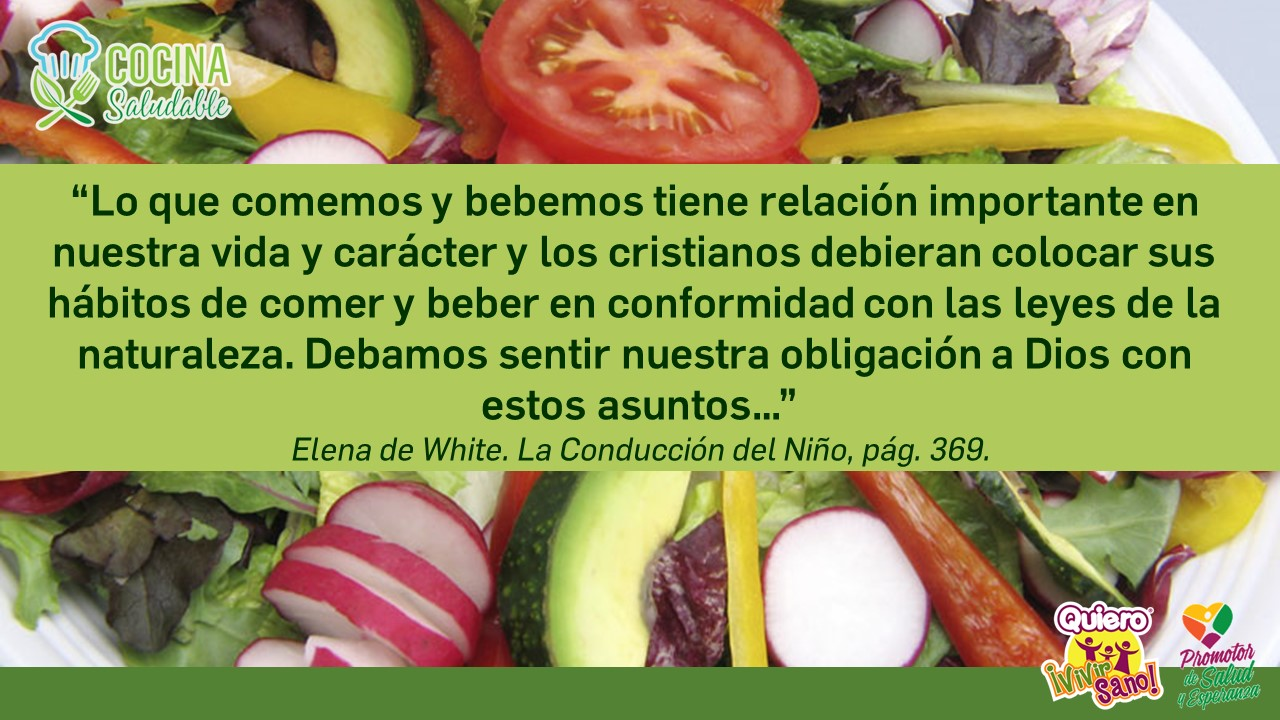 COCINA
Saludable
“Lo que comemos y bebemos tiene relación importante en
nuestra vida y carácter y los cristianos debieran colocar sus
hábitos de comer y beber en conformidad con las leyes de la
naturaleza. Debamos sentir nuestra obligación a Dios con
estos asuntos...”
Elena de White. La Conducción del Niño, pág. 369.
Quiero®
¡ViVir
Sano!
Promotor
de Salud
y Esperanza